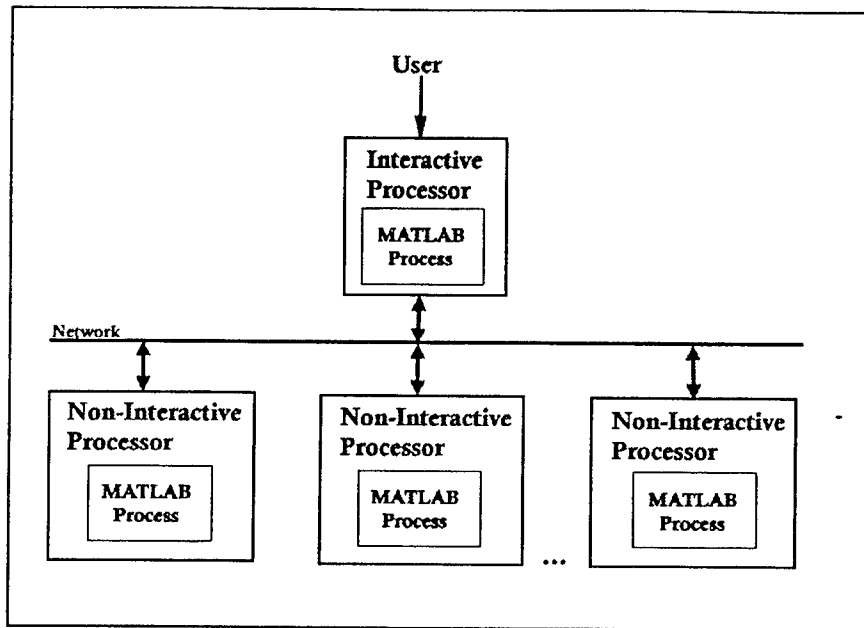 User
Interactive
Processor
MATLAB
Process
Network
Non-Interactive
Processor
MATLAB
Process
Non-Interactive
Processor
MATLAB
Process
...
Non-Interactive
Processor
MATLAB
Process